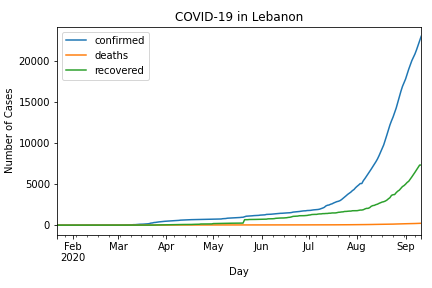 COVID-19 in Lebanon
confirmed
deaths
recovered
Number of Cases
20000
15000
10000
5000
0
Feb Mar Apr May Jun Jul Aug Sep
2020
Day